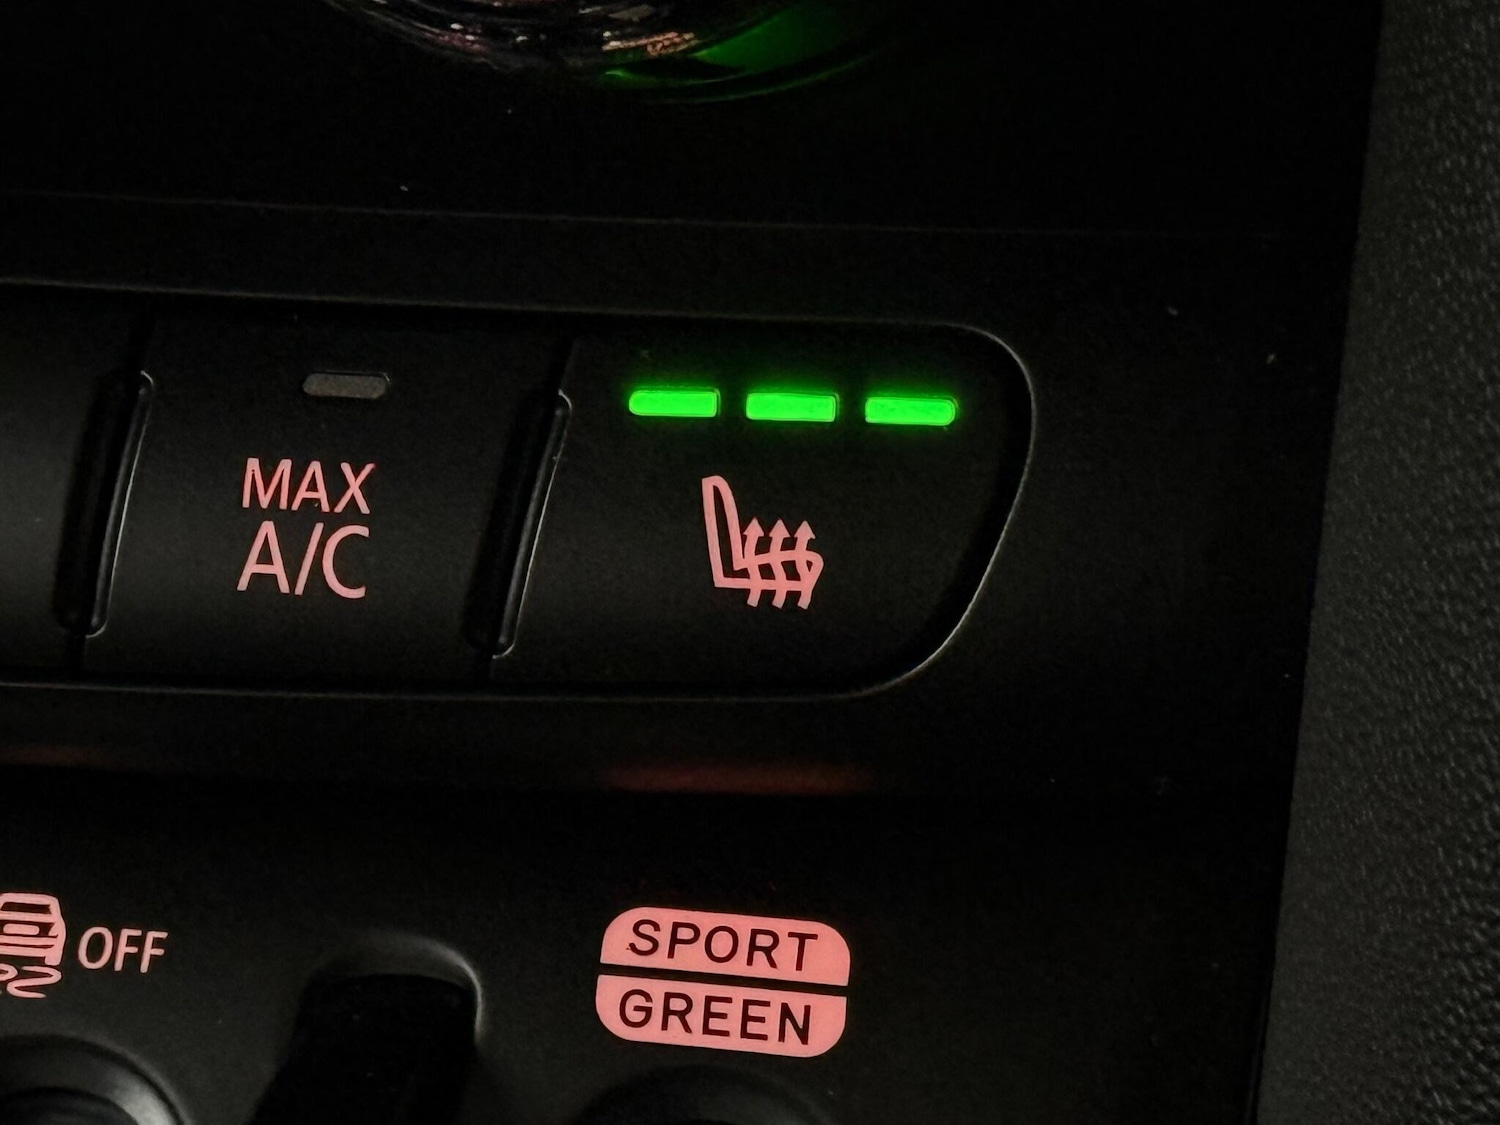 MAX
A/C
OFF
SPORT
GREEN